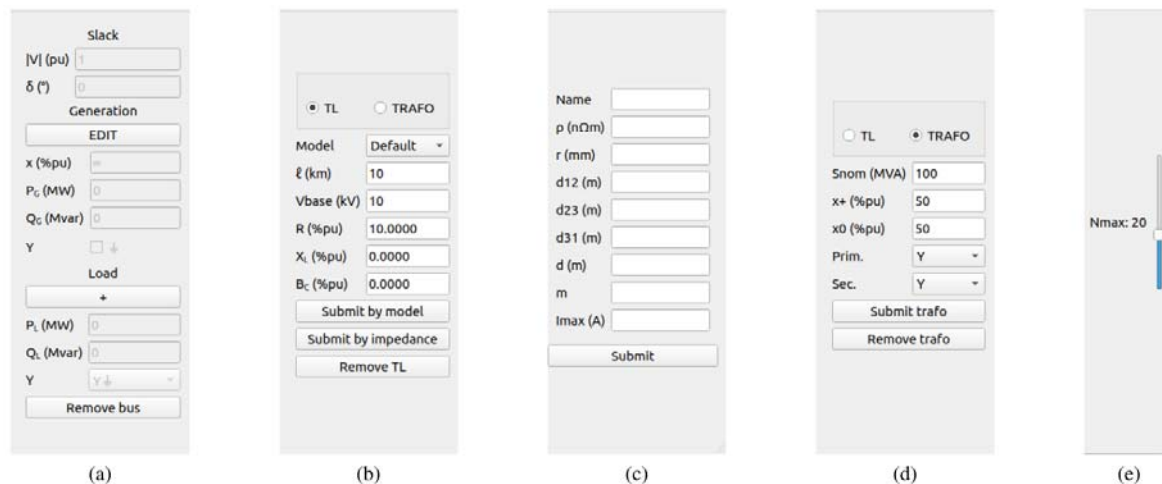 Slack
|V| (pu) 1
δ (°) 0
Generation
EDIT
x (%pu) ∞
P_G (MW) 0
Q_G (Mvar) 0
Y
Load
+
P_L (MW) 0
Q_L (Mvar) 0
Y Y
Remove bus
(a)
TL TRAFO
Model Default
ℓ (km) 10
Vbase (kV) 10
R (%pu) 10.0000
X_L (%pu) 0.0000
B_C (%pu) 0.0000
Submit by model
Submit by impedance
Remove TL
(b)
Name
ρ (nΩm)
r (mm)
d12 (m)
d23 (m)
d31 (m)
d (m)
m
Imax (A)
Submit
(c)
TL TRAFO
Snom (MVA) 100
x+ (%pu) 50
x0 (%pu) 50
Prim. Y
Sec. Y
Submit trafo
Remove trafo
(d)
Nmax: 20
(e)